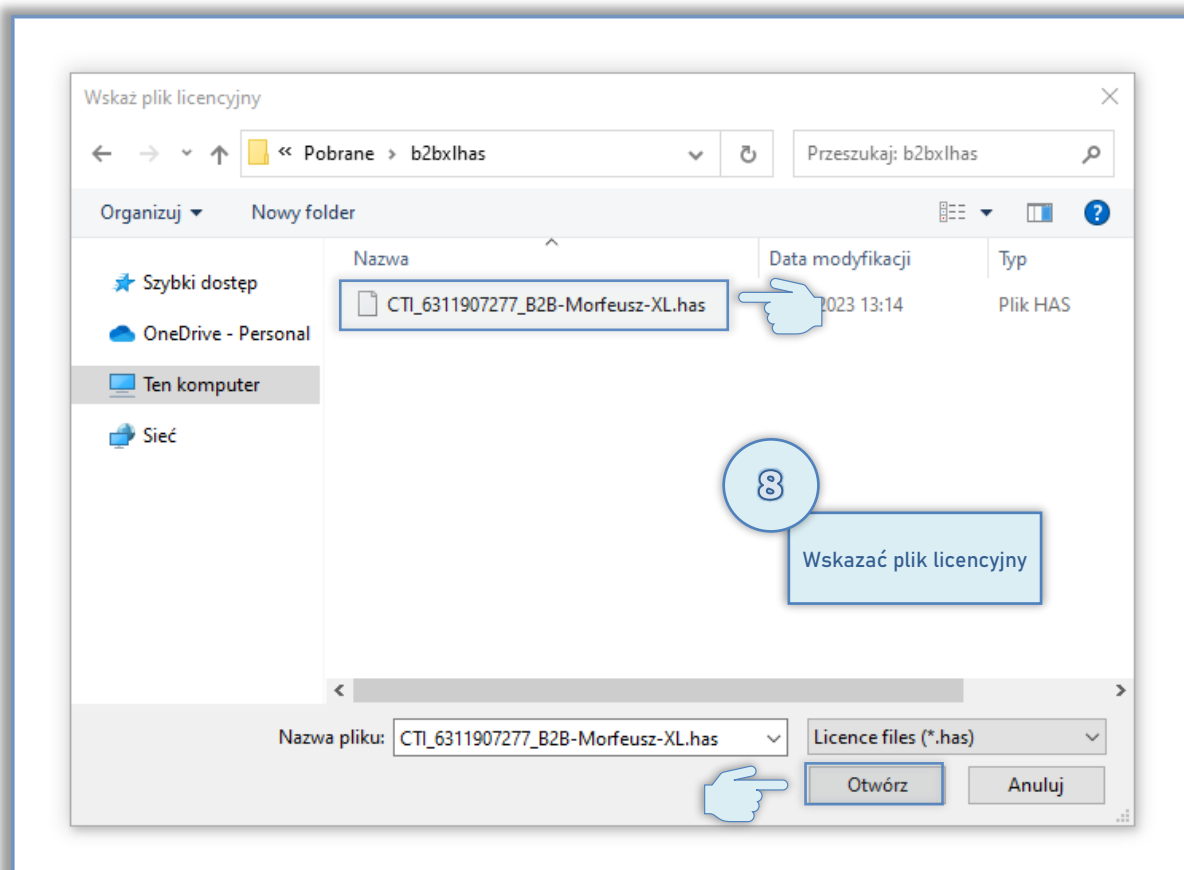 Wskaż plik licencyjny
« Pobrane > b2bxlhas
Przeszukaj: b2bxlhas
Organizuj
Nowy folder
?
Nazwa
Data modyfikacji
Typ
Szybki dostęp
OneDrive - Personal
Ten komputer
Sieć
CTI_6311907277_B2B-Morfeusz-XL.has
2023 13:14
Plik HAS
8
Wskazać plik licencyjny
Nazwa pliku:
CTI_6311907277_B2B-Morfeusz-XL.has
Licence files (*.has)
Otwórz
Anuluj